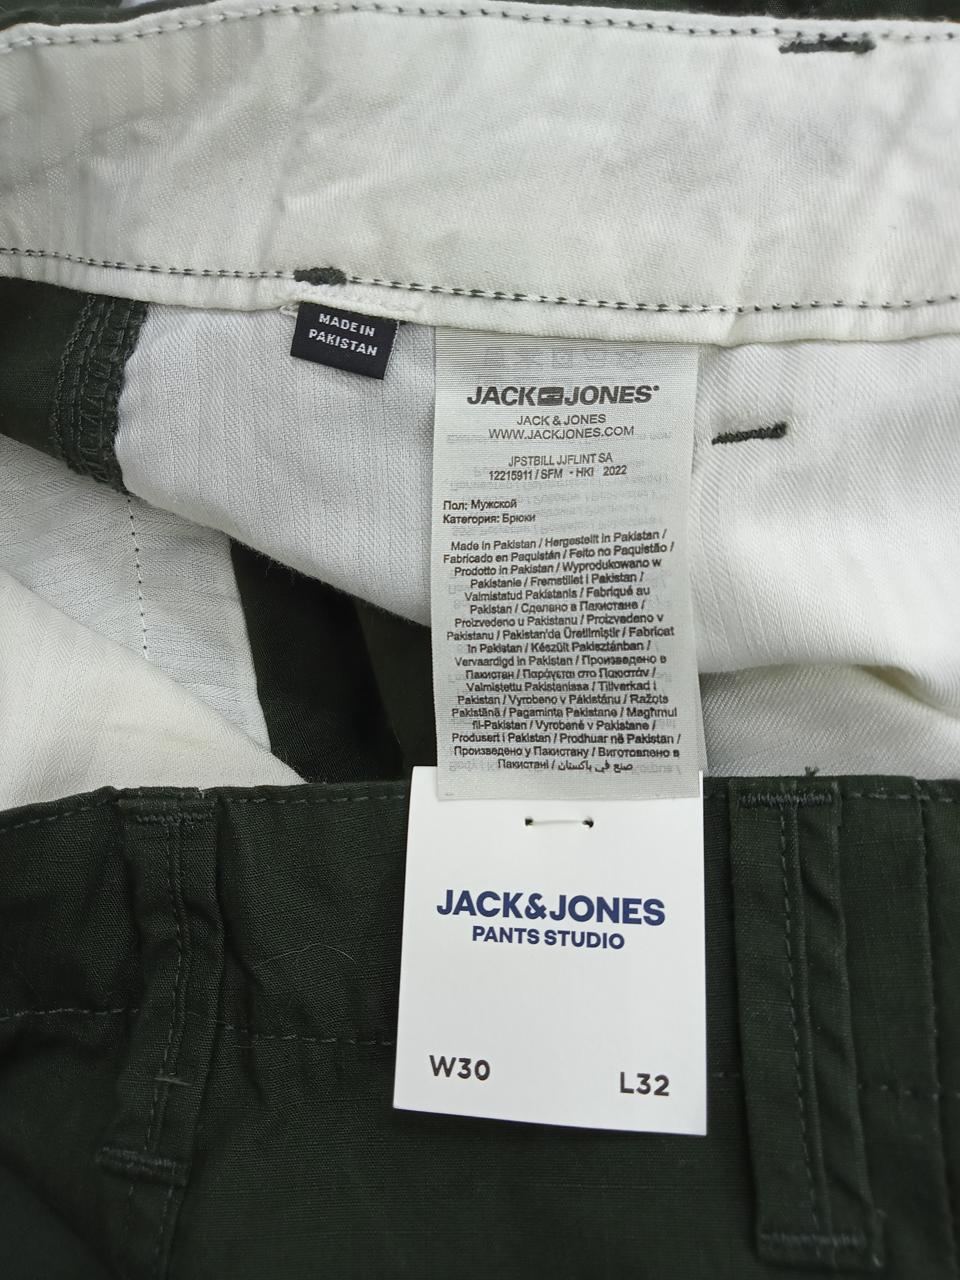 MADE IN
PAKISTAN
JACK JONES
JACK & JONES
WWW.JACKJONES.COM
JPSTBILL JJFLINT SA
12215911 / SFM - HKI 2022
Пол: Мужской
Категория: Брюки
Made in Pakistan / Hergestellt in Pakistan /
Fabricado en Paquistán / Feito no Paquistão /
Prodotto in Pakistan / Wyprodukowano w
Pakistanie / Fremstillet i Pakistan /
Valmistatud Pakistanis / Fabriqué au
Pakistan / Сделано в Пакистане /
Proizvedeno u Pakistanu / Proizvedeno v
Pakistanu / Pakistan'da Üretilmiştir / Fabricat
în Pakistan / Készült Pakisztánban /
Vervaardigd in Pakistan / Произведено в
Пакистан / Παράγεται στο Πακιστάν /
Valmistettu Pakistanissa / Tillverkad i
Pakistan / Vyrobeno v Pákistánu / Ražots
Pakistānā / Pagaminta Pakistane / Magħmul
fil-Pakistan / Vyrobené v Pakistane /
Produsert i Pakistan / Prodhuar në Pakistan /
Произведено у Пакистану / Виготовлено в
Пакистані / صنع في باكستان
JACK&JONES
PANTS STUDIO
W30
L32